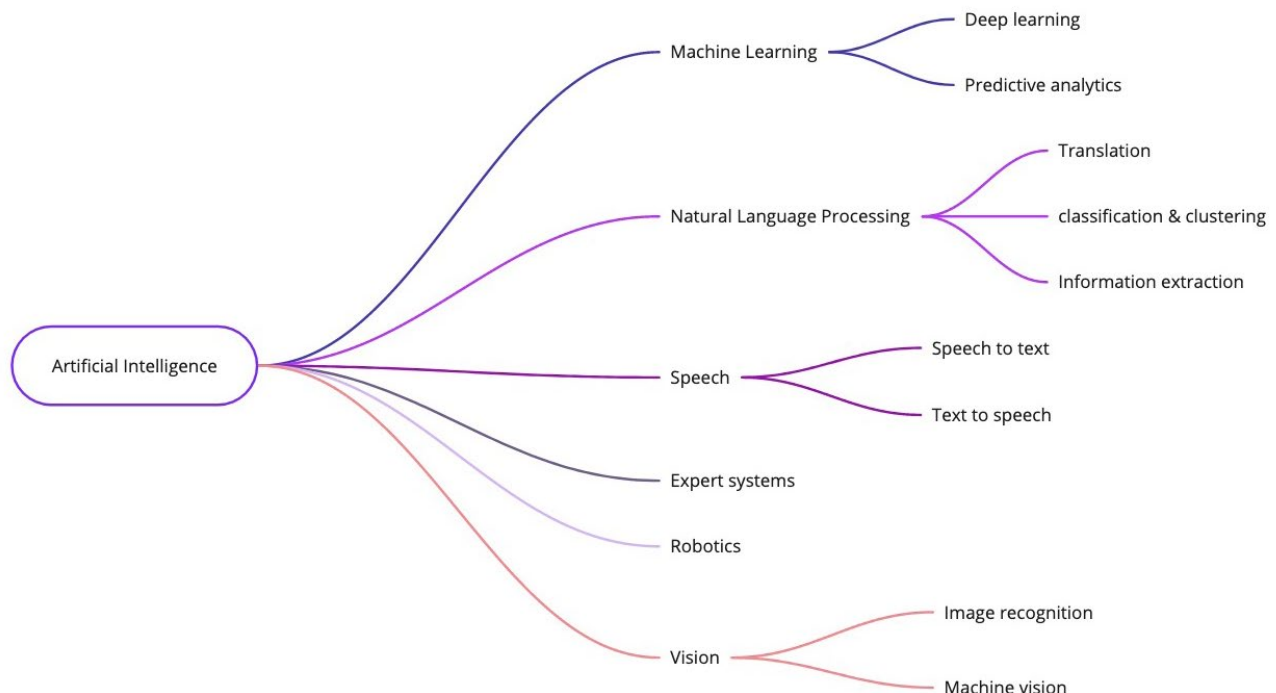 Artificial Intelligence
Machine Learning
Deep learning
Predictive analytics
Natural Language Processing
Translation
classification & clustering
Information extraction
Speech
Speech to text
Text to speech
Expert systems
Robotics
Vision
Image recognition
Machine vision